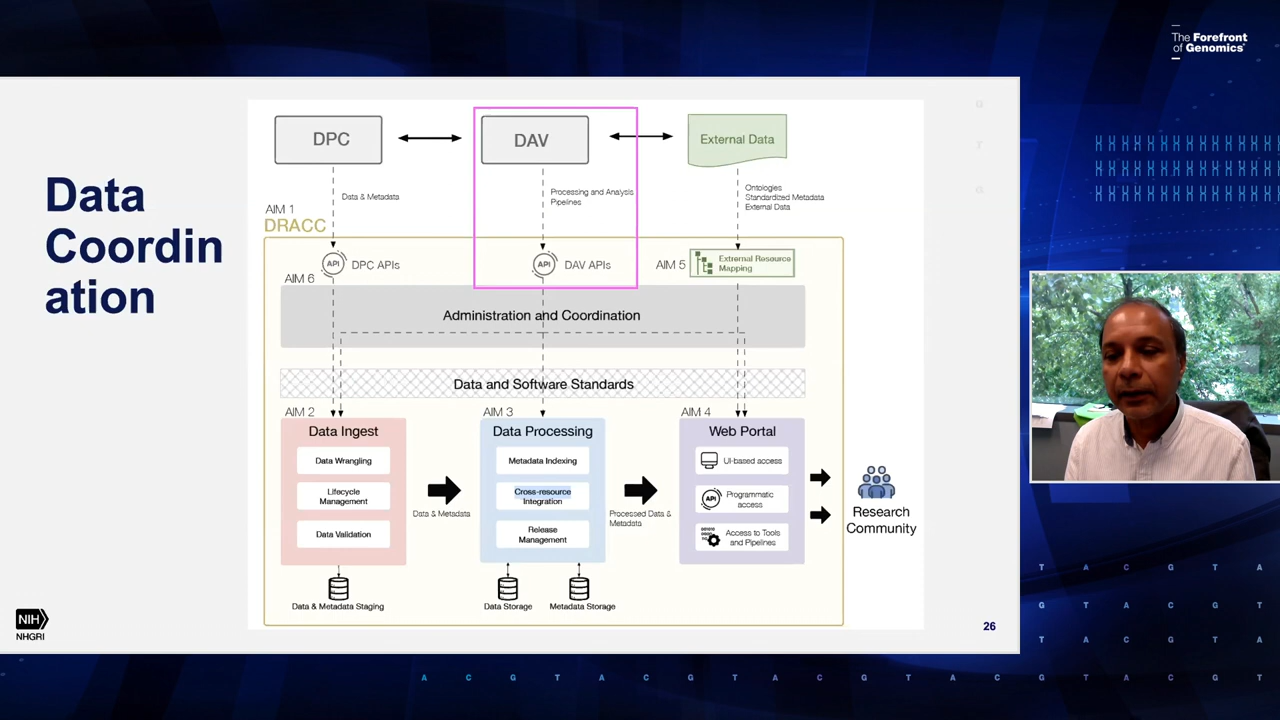 The Forefront
of Genomics®
Data
Coordin
ation
DPC
DAV
External Data
Data & Metadata
Processing and Analysis
Pipelines
Ontologies
Standardized Metadata
External Data
AIM 1
DRACC
API
DPC APIs
API
DAV APIs
AIM 5
External Resource
Mapping
AIM 6
Administration and Coordination
Data and Software Standards
AIM 2
Data Ingest
Data Wrangling
Lifecycle
Management
Data Validation
Data & Metadata Staging
Data & Metadata
AIM 3
Data Processing
Metadata Indexing
Cross-resource
Integration
Release
Management
Data Storage
Metadata Storage
Processed Data &
Metadata
AIM 4
Web Portal
UI-based access
API
Programmatic
access
Access to Tools
and Pipelines
Research
Community
NIH
NHGRI
26
G
T
G
T A C G T A
G T A C G T
T A C G T A
A C G T A C G T A C G T A C G T A C G T